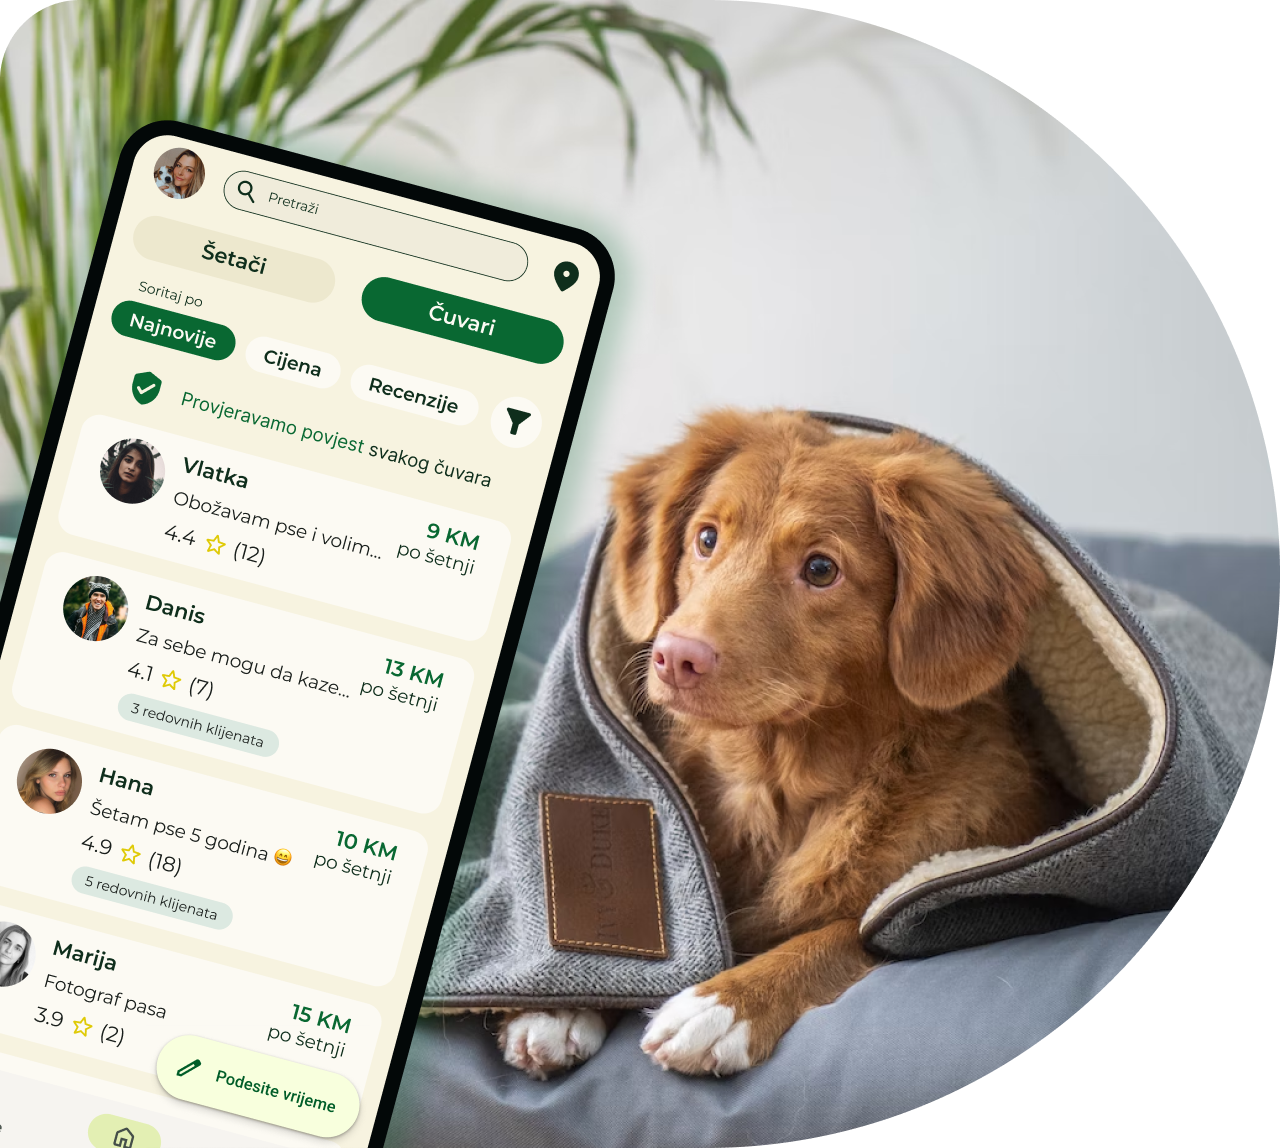 Pretraži
Šetači
Čuvari
Soritaj po
Najnovije
Cijena
Recenzije
Provjeravamo povjest svakog čuvara
Vlatka
Obožavam pse i volim...
4.4 (12)
9 KM
po šetnji
Danis
Za sebe mogu da kaze...
4.1 (7)
13 KM
po šetnji
3 redovnih klijenata
Hana
Šetam pse 5 godina 😄
4.9 (18)
10 KM
po šetnji
5 redovnih klijenata
Marija
Fotograf pasa
3.9 (2)
15 KM
po šetnji
Podesite vrijeme
IVY & DUKE